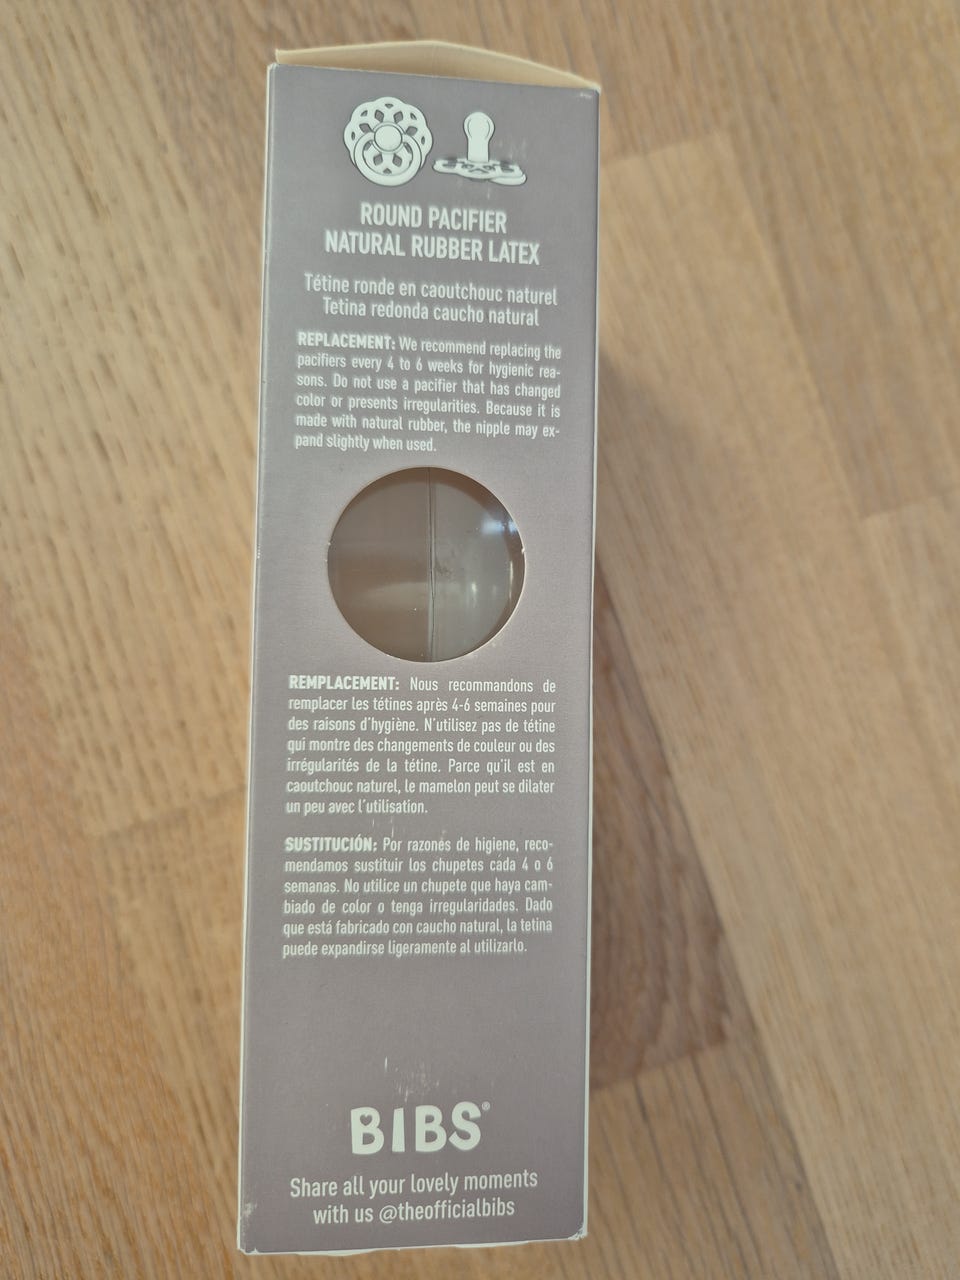 ROUND PACIFIER
NATURAL RUBBER LATEX
Tétine ronde en caoutchouc naturel
Tetina redonda caucho natural
REPLACEMENT: We recommend replacing the
pacifiers every 4 to 6 weeks for hygienic rea-
sons. Do not use a pacifier that has changed
color or presents irregularities. Because it is
made with natural rubber, the nipple may ex-
pand slightly when used.
REMPLACEMENT: Nous recommandons de
remplacer les tétines après 4-6 semaines pour
des raisons d'hygiène. N'utilisez pas de tétine
qui montre des changements de couleur ou des
irrégularités de la tétine. Parce qu'il est en
caoutchouc naturel, le mamelon peut se dilater
un peu avec l'utilisation.
SUSTITUCIÓN: Por razones de higiene, reco-
mendamos sustituir los chupetes cada 4 o 6
semanas. No utilice un chupete que haya cam-
biado de color o tenga irregularidades. Dado
que está fabricado con caucho natural, la tetina
puede expandirse ligeramente al utilizarlo.
BIBS®
Share all your lovely moments
with us @theofficialbibs